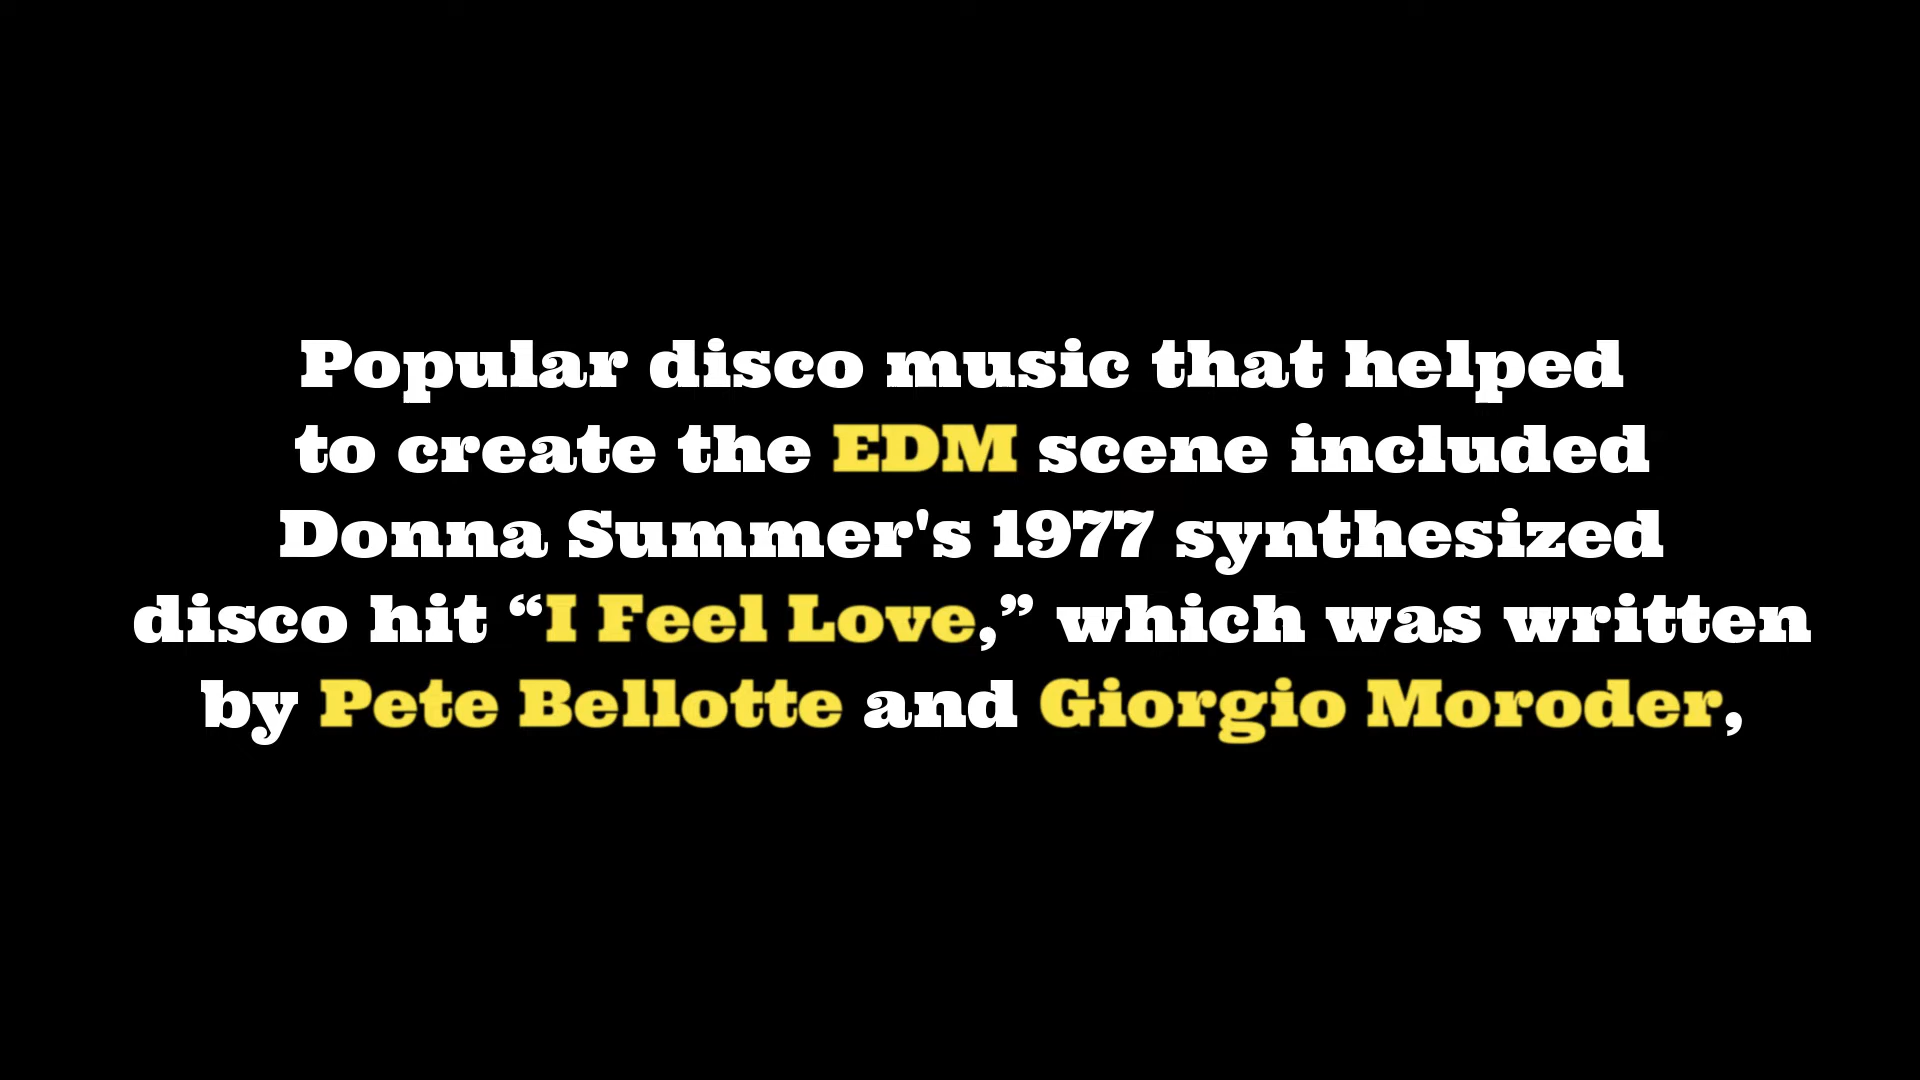 Popular disco music that helped
to create the EDM scene included
Donna Summer's 1977 synthesized
disco hit “I Feel Love,” which was written
by Pete Bellotte and Giorgio Moroder,